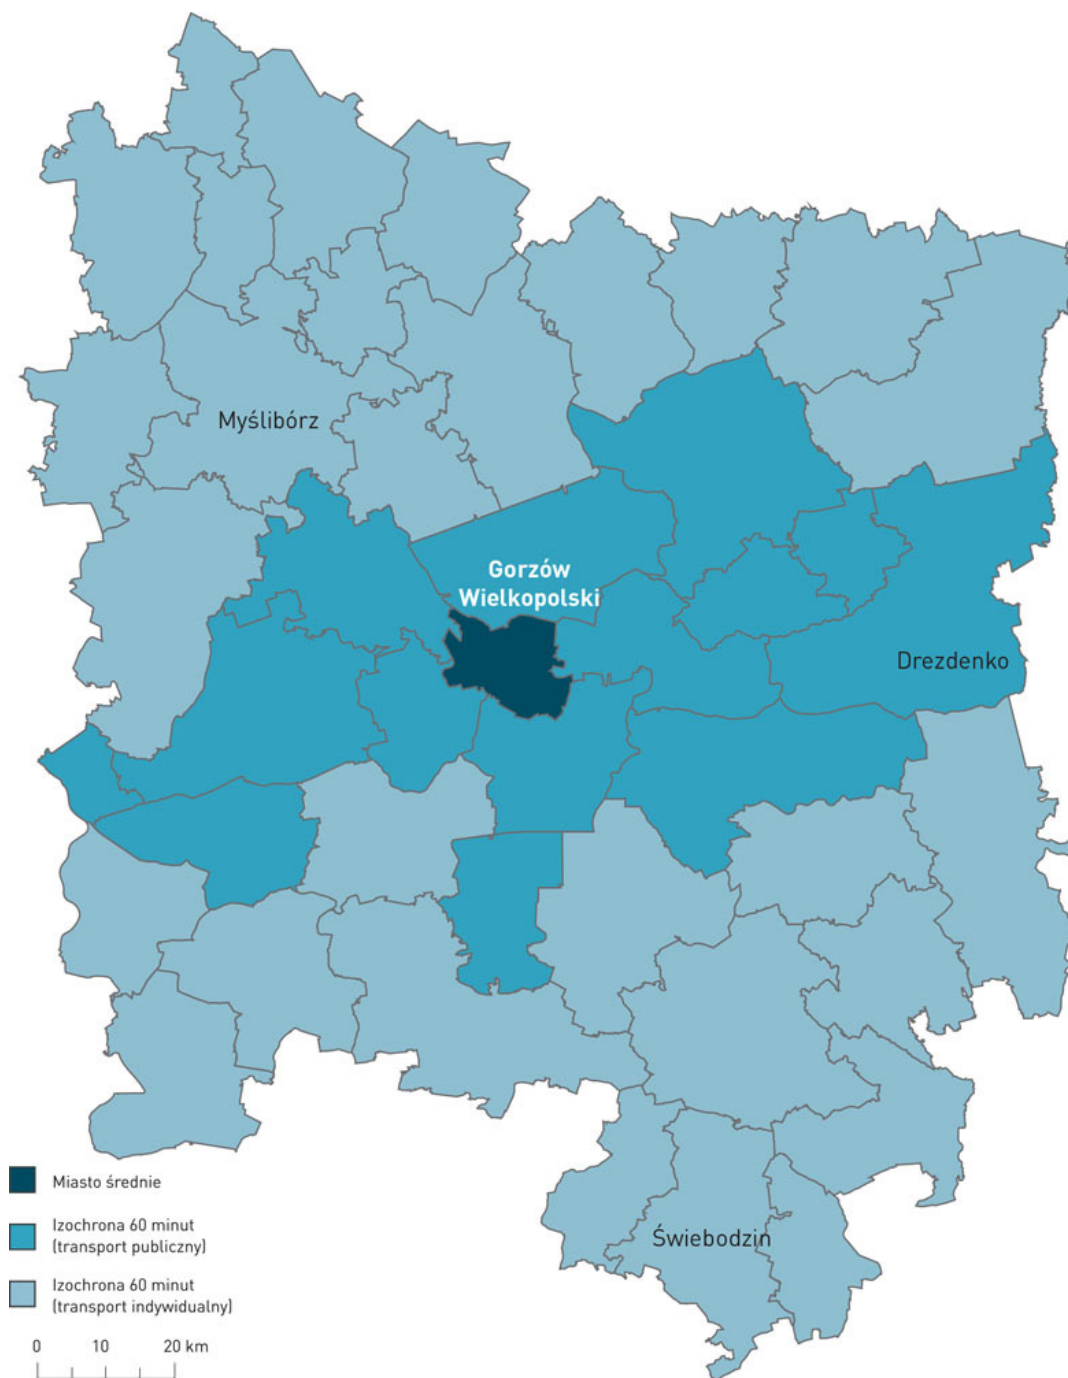 Myślibórz
Gorzów
Wielkopolski
Drezdenko
Świebodzin
Miasto średnie
Izochrona 60 minut
(transport publiczny)
Izochrona 60 minut
(transport indywidualny)
0 10 20 km